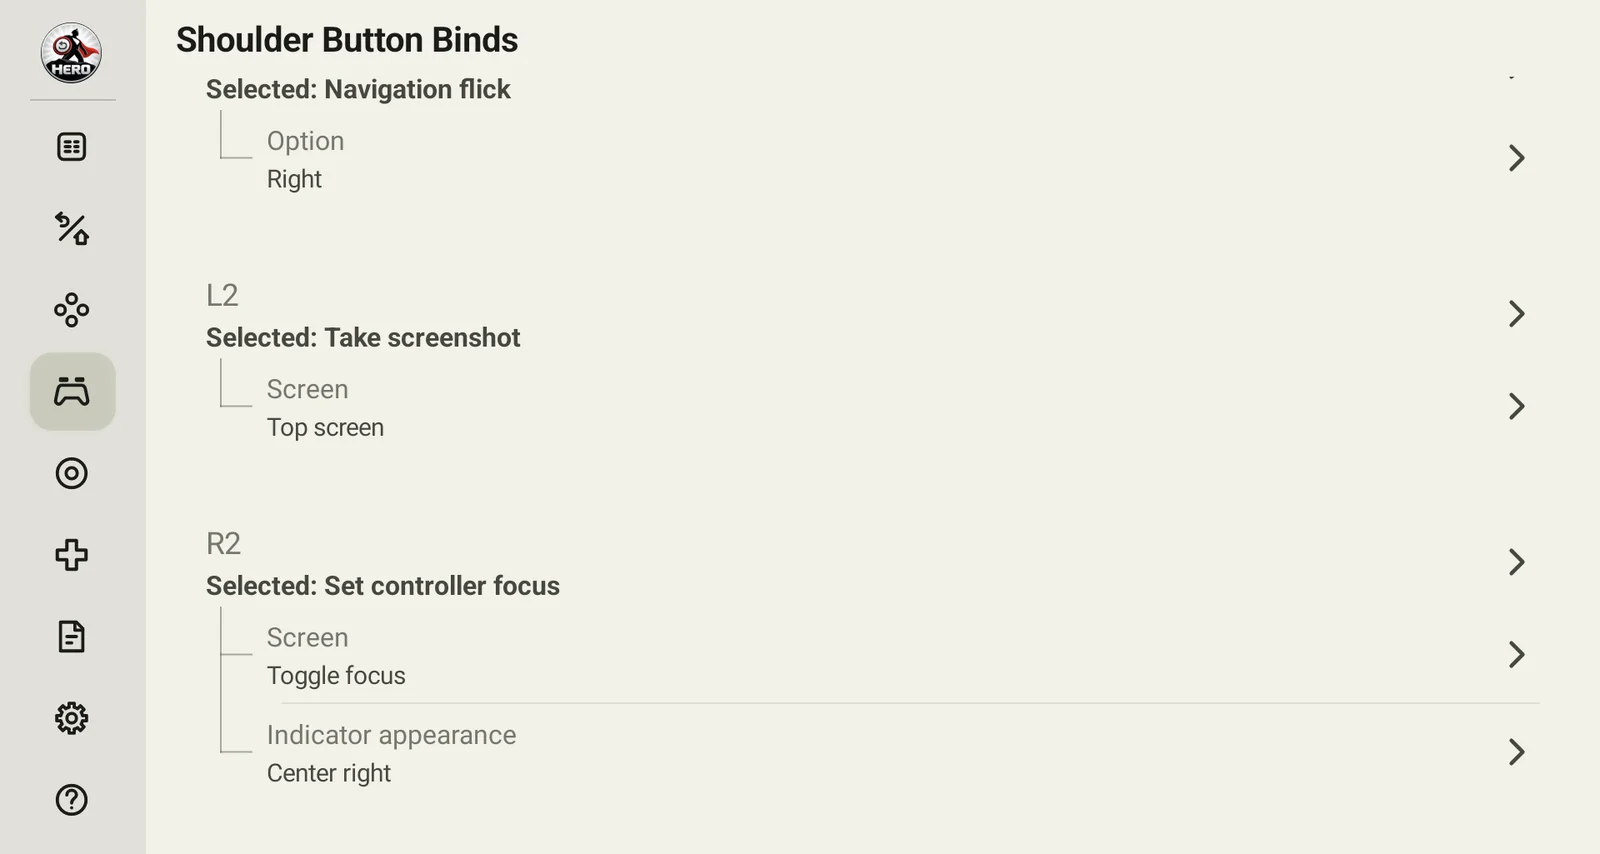 HERO
Shoulder Button Binds
Selected: Navigation flick
Option
Right
L2
Selected: Take screenshot
Screen
Top screen
R2
Selected: Set controller focus
Screen
Toggle focus
Indicator appearance
Center right